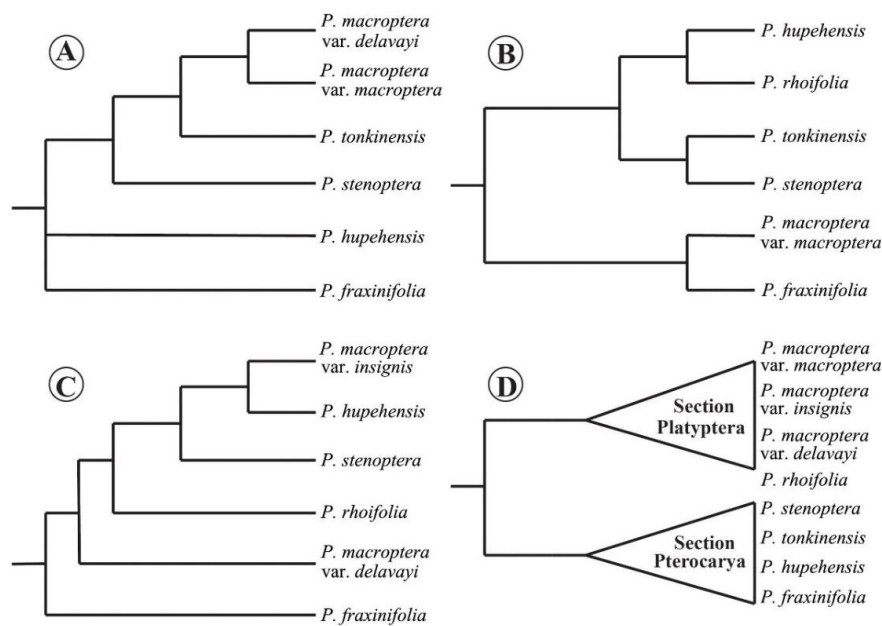 A
P. macroptera
var. delavayi
P. macroptera
var. macroptera
P. tonkinensis
P. stenoptera
P. hupehensis
P. fraxinifolia
B
P. hupehensis
P. rhoifolia
P. tonkinensis
P. stenoptera
P. macroptera
var. macroptera
P. fraxinifolia
C
P. macroptera
var. insignis
P. hupehensis
P. stenoptera
P. rhoifolia
P. macroptera
var. delavayi
P. fraxinifolia
D
Section
Platyptera
P. macroptera
var. macroptera
P. macroptera
var. insignis
P. macroptera
var. delavayi
P. rhoifolia
Section
Pterocarya
P. stenoptera
P. tonkinensis
P. hupehensis
P. fraxinifolia